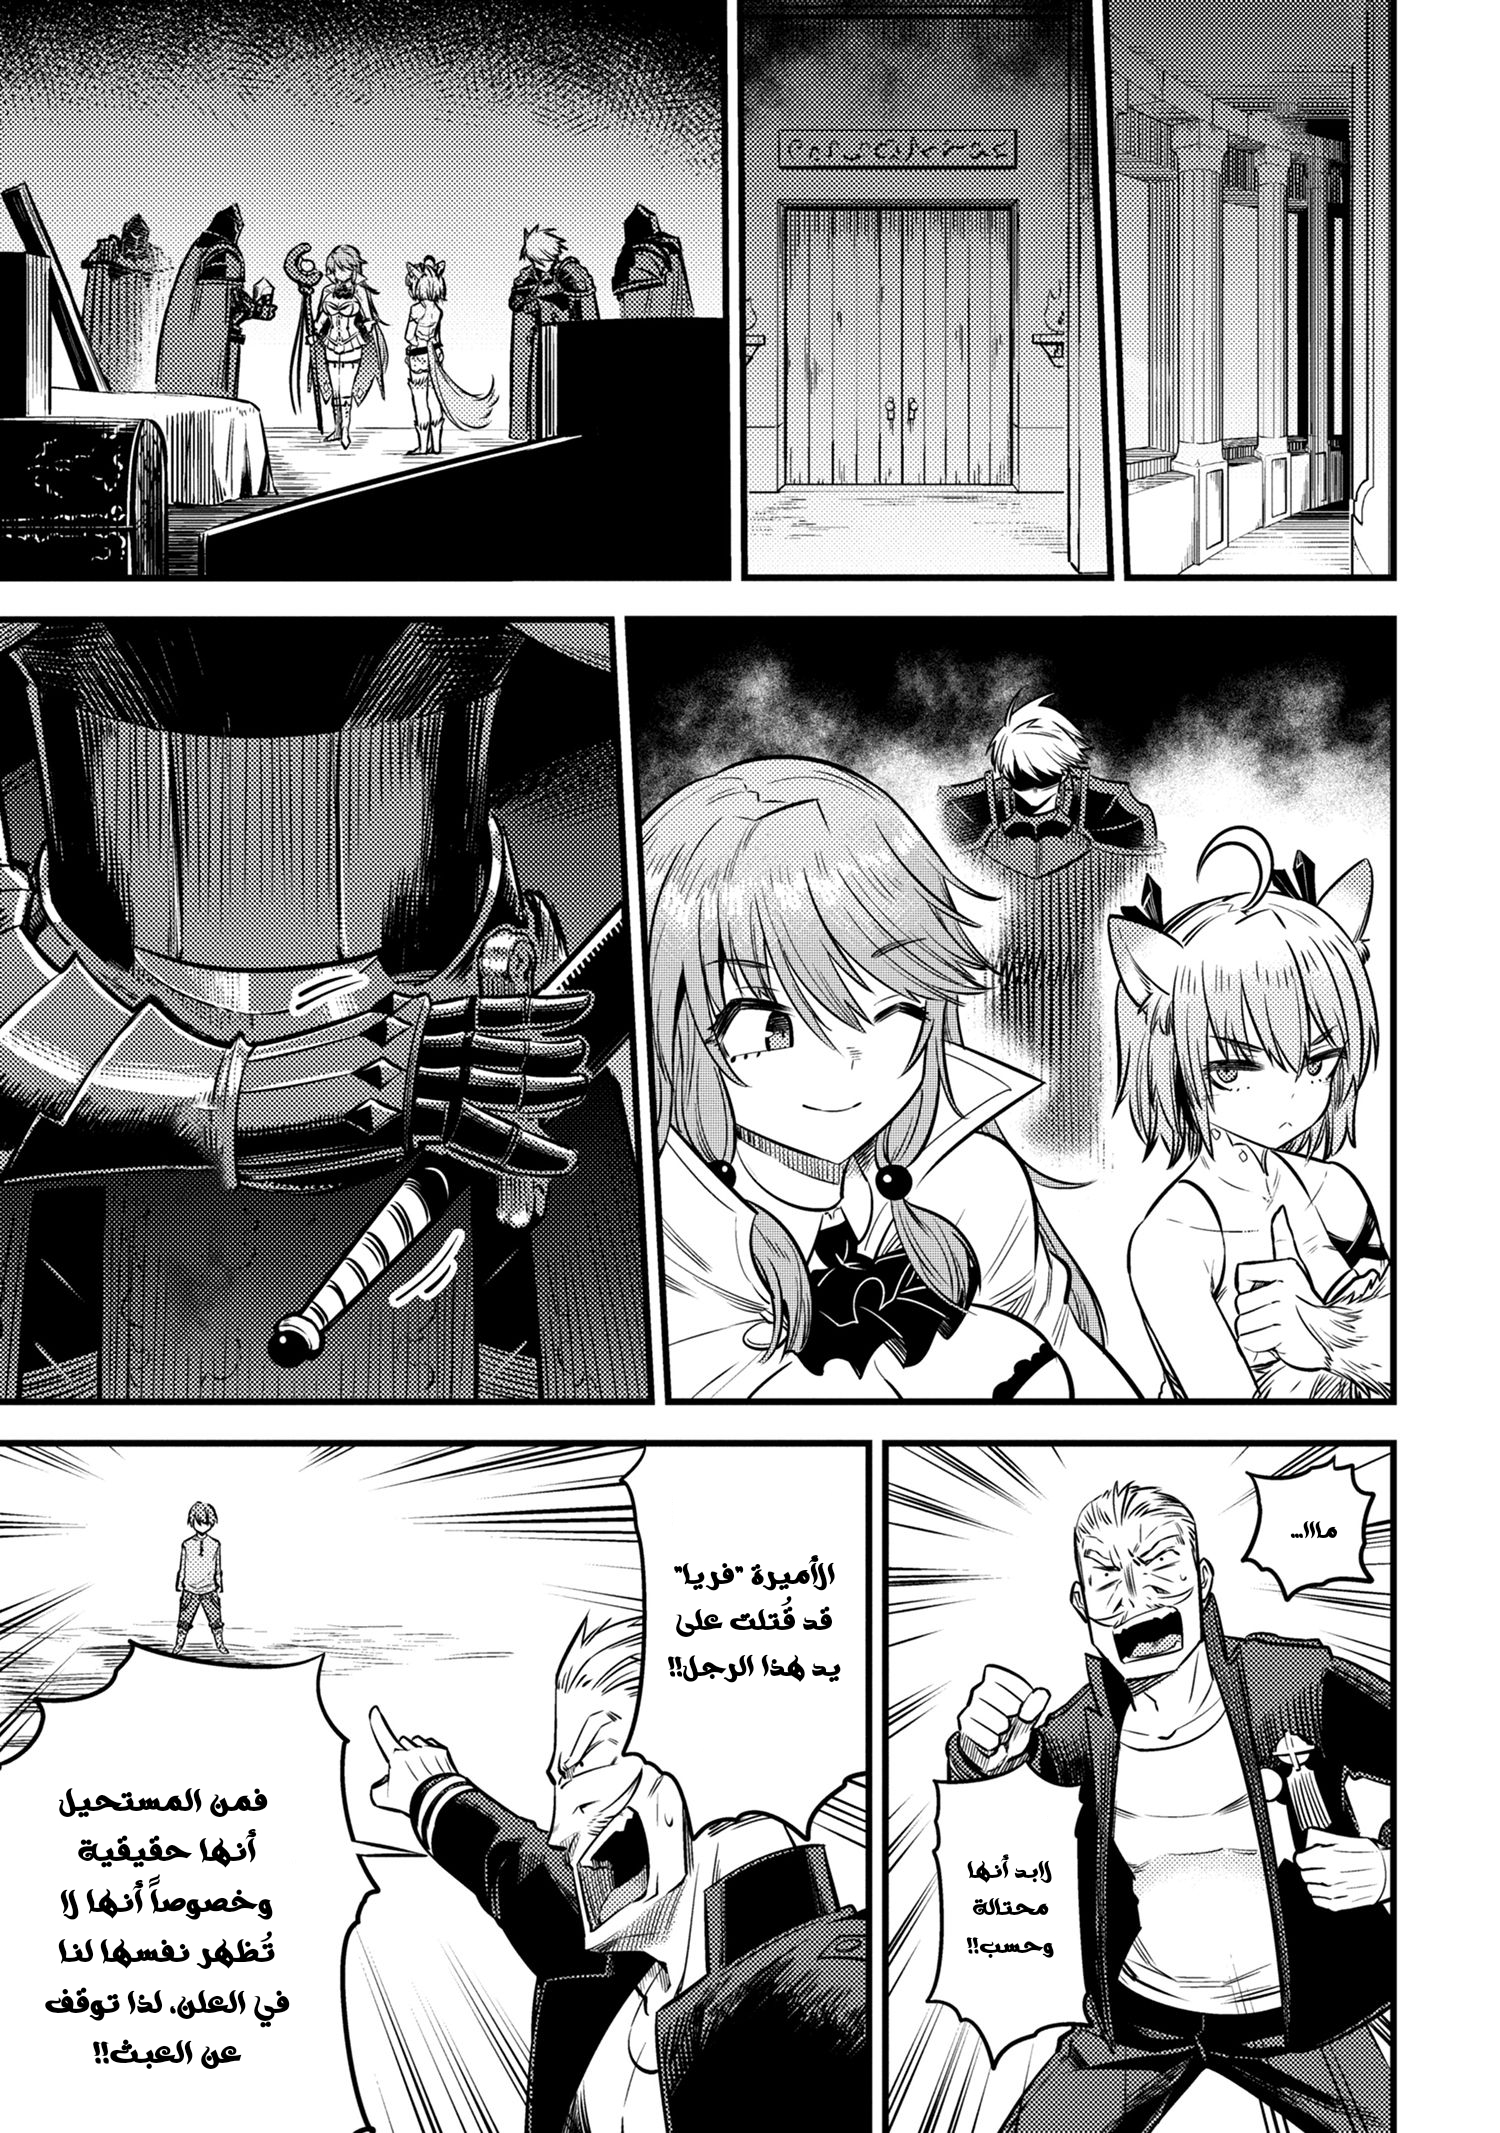 مااا...
لابد أنها
محتالة
وحسب!!
الأميرة "فريا"
قد قُتلت على
يد هذا الرجل!!
فمن المستحيل
أنها حقيقية
وخصوصاً أنها لا
تُظهر نفسها لنا
في العلن، لذا توقف
عن العبث!!